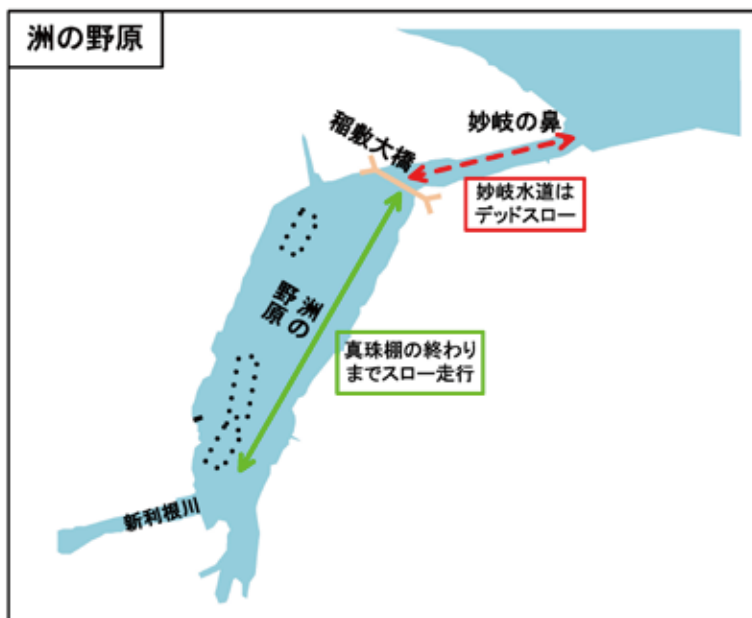 洲の野原
妙岐の鼻
稲敷大橋
妙岐水道は
デッドスロー
洲の
野原
真珠棚の終わり
までスロー走行
新利根川